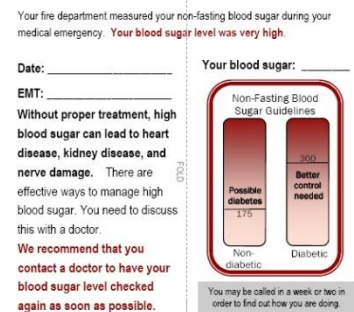 Your fire department measured your non-fasting blood sugar during your
medical emergency. Your blood sugar level was very high.
Date: ____________________
EMT: ____________________
Without proper treatment, high
blood sugar can lead to heart
disease, kidney disease, and
nerve damage. There are
effective ways to manage high
blood sugar. You need to discuss
this with a doctor.
We recommend that you
contact a doctor to have your
blood sugar level checked
again as soon as possible.
FOLD
Your blood sugar: ________
Non-Fasting Blood
Sugar Guidelines
Possible
diabetes
175
Non-
diabetic
300
Better
control
needed
Diabetic
You may be called in a week or two in
order to find out how you are doing.